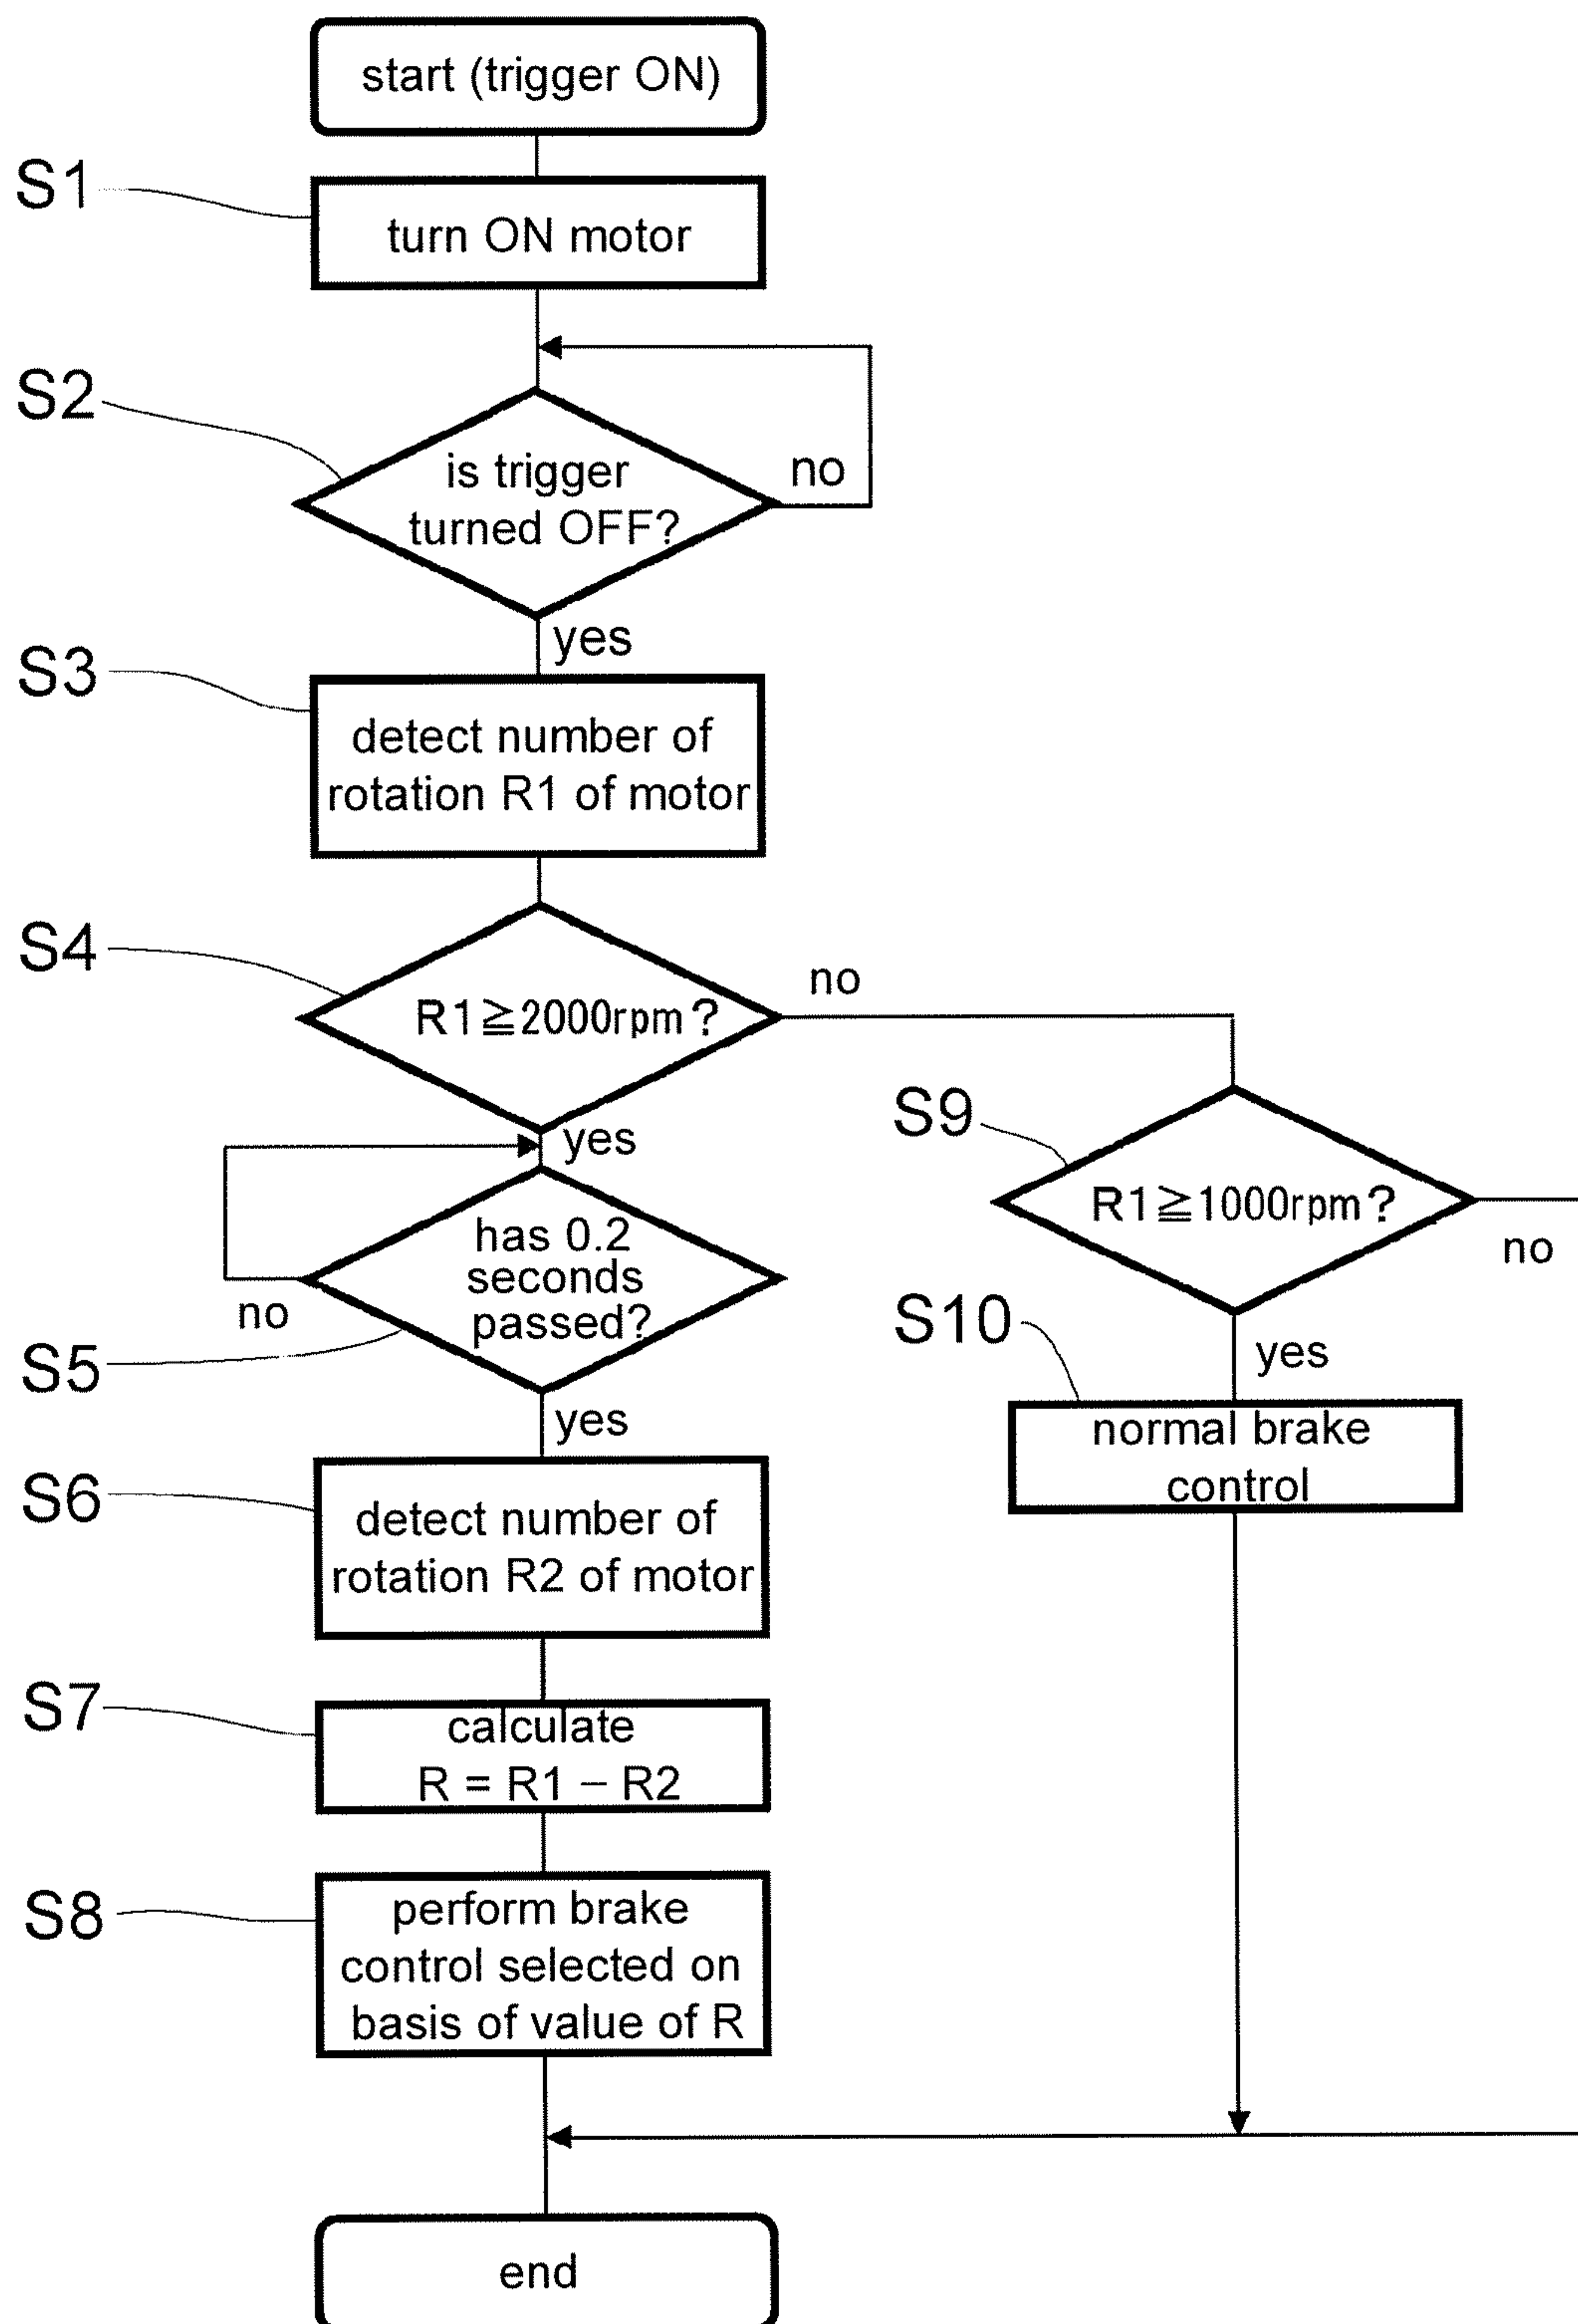 start (trigger ON)
S1
turn ON motor
S2
is trigger
turned OFF?
no
yes
S3
detect number of
rotation R1 of motor
S4
R1≧2000rpm?
no
yes
S9
R1≧1000rpm?
no
has 0.2
seconds
passed?
no
S5
yes
S10
yes
normal brake
control
S6
detect number of
rotation R2 of motor
S7
calculate
R = R1 – R2
S8
perform brake
control selected on
basis of value of R
end